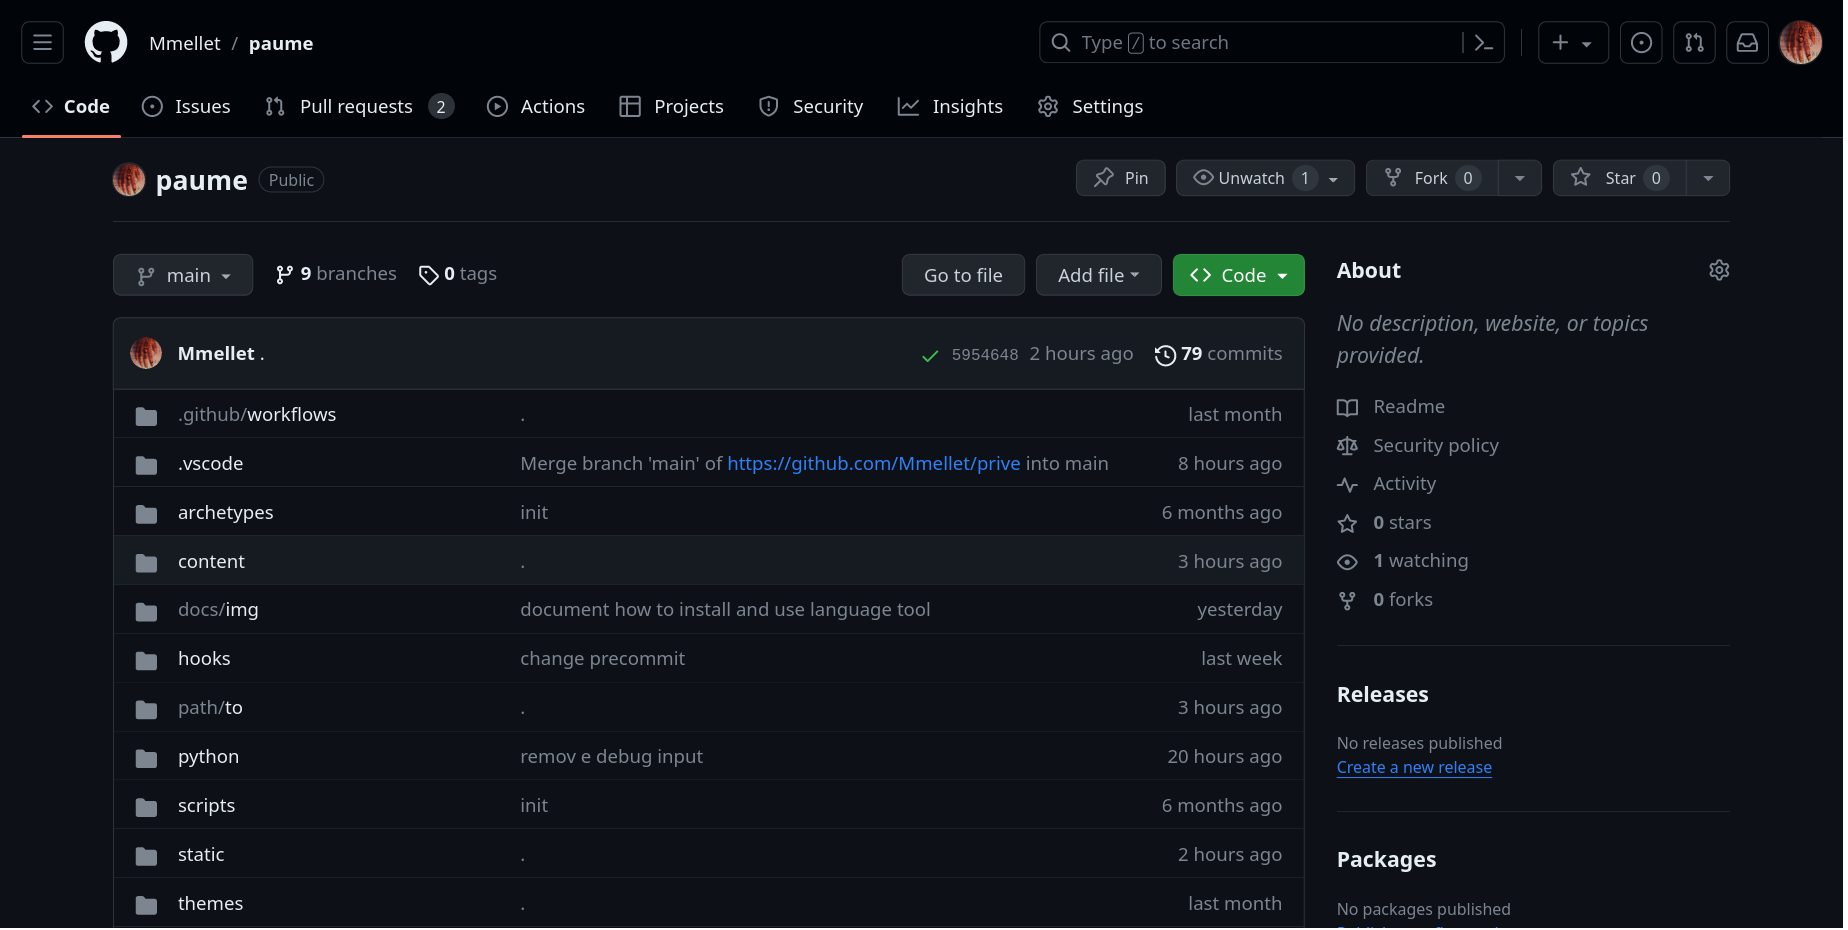 Mmellet / paume
Type / to search
Code Issues Pull requests 2 Actions Projects Security Insights Settings
paume Public
Pin Unwatch 1 Fork 0 Star 0
main 9 branches 0 tags Go to file Add file Code
Mmellet . 5954648 2 hours ago 79 commits
.github/workflows . last month
.vscode Merge branch 'main' of https://github.com/Mmellet/prive into main 8 hours ago
archetypes init 6 months ago
content . 3 hours ago
docs/img document how to install and use language tool yesterday
hooks change precommit last week
path/to . 3 hours ago
python remov e debug input 20 hours ago
scripts init 6 months ago
static . 2 hours ago
themes . last month
About
No description, website, or topics
provided.
Readme
Security policy
Activity
0 stars
1 watching
0 forks
Releases
No releases published
Create a new release
Packages
No packages published